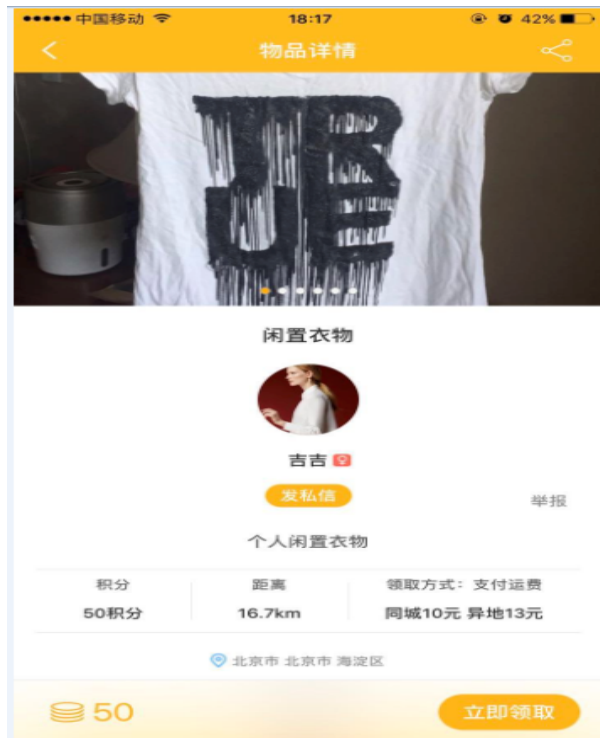 中国移动 18:17 42%
物品详情
TR
UE
闲置衣物
吉吉
发私信
举报
个人闲置衣物
积分 距离 领取方式：支付运费
50积分 16.7km 同城10元 异地13元
北京市 北京市 海淀区
50 立即领取